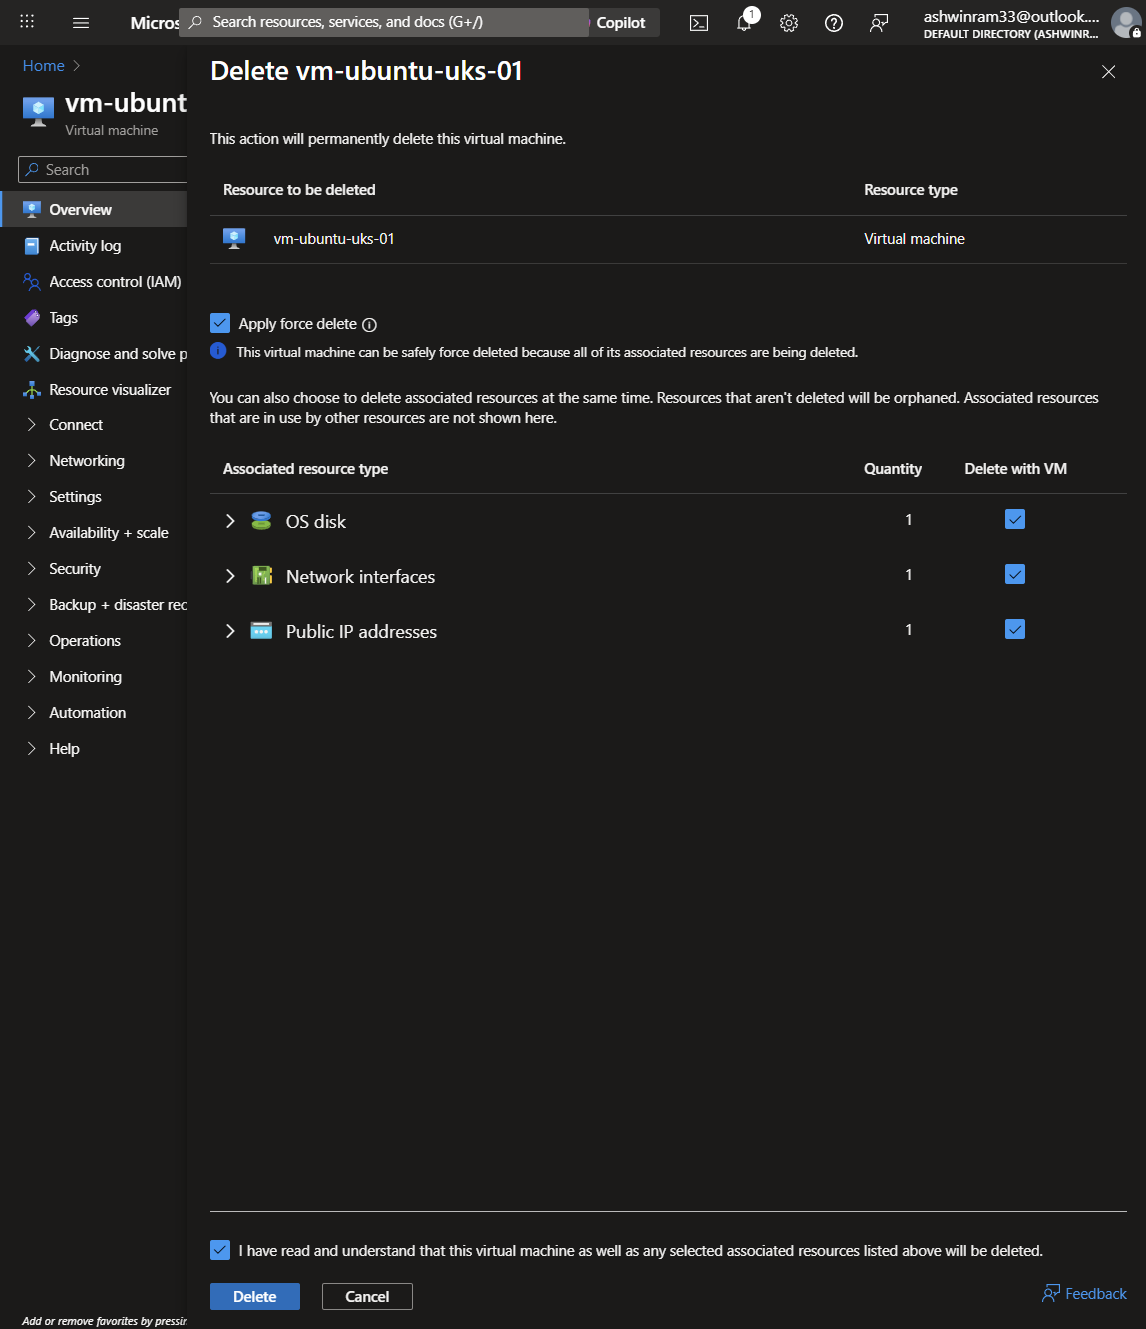 Micros
Search resources, services, and docs (G+/)
Copilot
1
ashwinram33@outlook....
DEFAULT DIRECTORY (ASHWINR...
Home
vm-ubunt
Virtual machine
Search
Overview
Activity log
Access control (IAM)
Tags
Diagnose and solve p
Resource visualizer
Connect
Networking
Settings
Availability + scale
Security
Backup + disaster rec
Operations
Monitoring
Automation
Help
Add or remove favorites by pressin
Delete vm-ubuntu-uks-01
This action will permanently delete this virtual machine.
Resource to be deleted Resource type
vm-ubuntu-uks-01 Virtual machine
Apply force delete
This virtual machine can be safely force deleted because all of its associated resources are being deleted.
You can also choose to delete associated resources at the same time. Resources that aren't deleted will be orphaned. Associated resources
that are in use by other resources are not shown here.
Associated resource type Quantity Delete with VM
OS disk 1
Network interfaces 1
Public IP addresses 1
I have read and understand that this virtual machine as well as any selected associated resources listed above will be deleted.
Delete Cancel Feedback